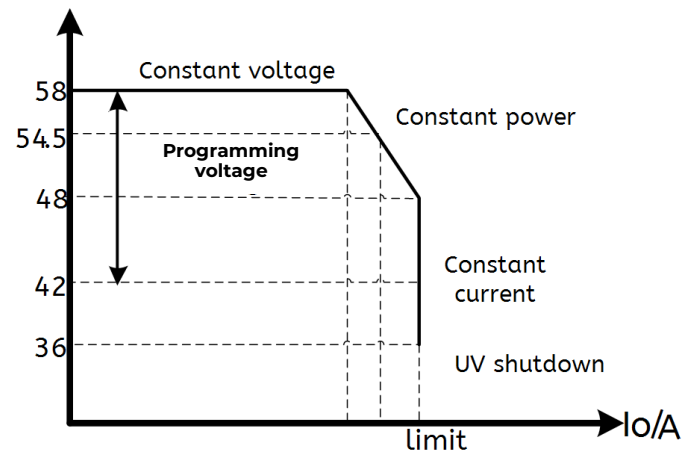 Constant voltage
58
Constant power
54.5
Programming
voltage
48
Constant
current
42
36
UV shutdown
limit
Io/A